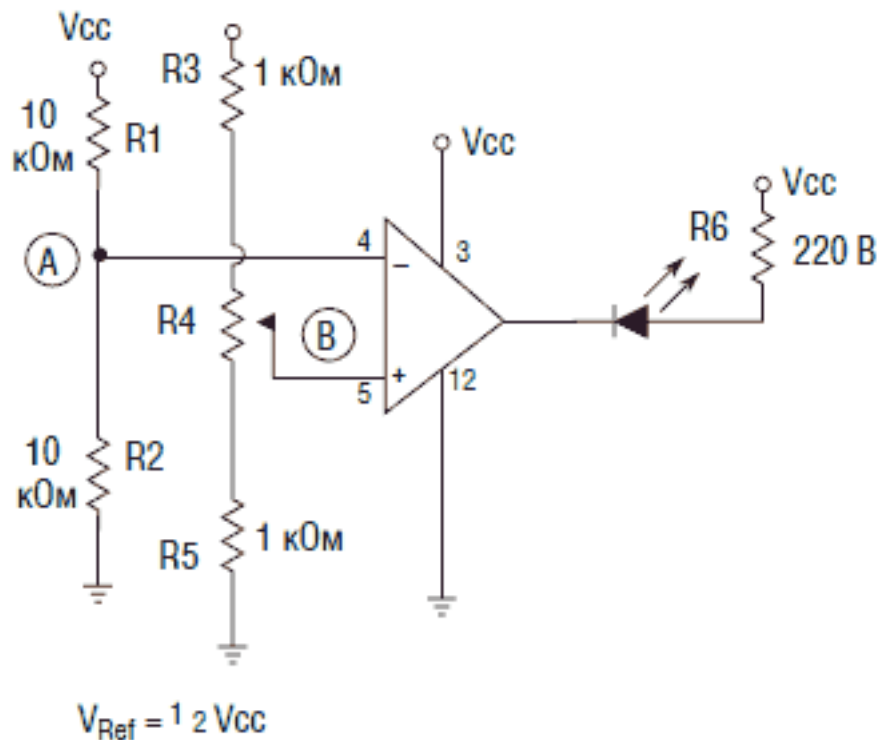 Vcc
R3
1 кОм
10
кОм
R1
Vcc
Vcc
R6
220 В
A
4
–
3
R4
B
5
+
12
10
кОм
R2
R5
1 кОм
VRef = 1 2 Vcc